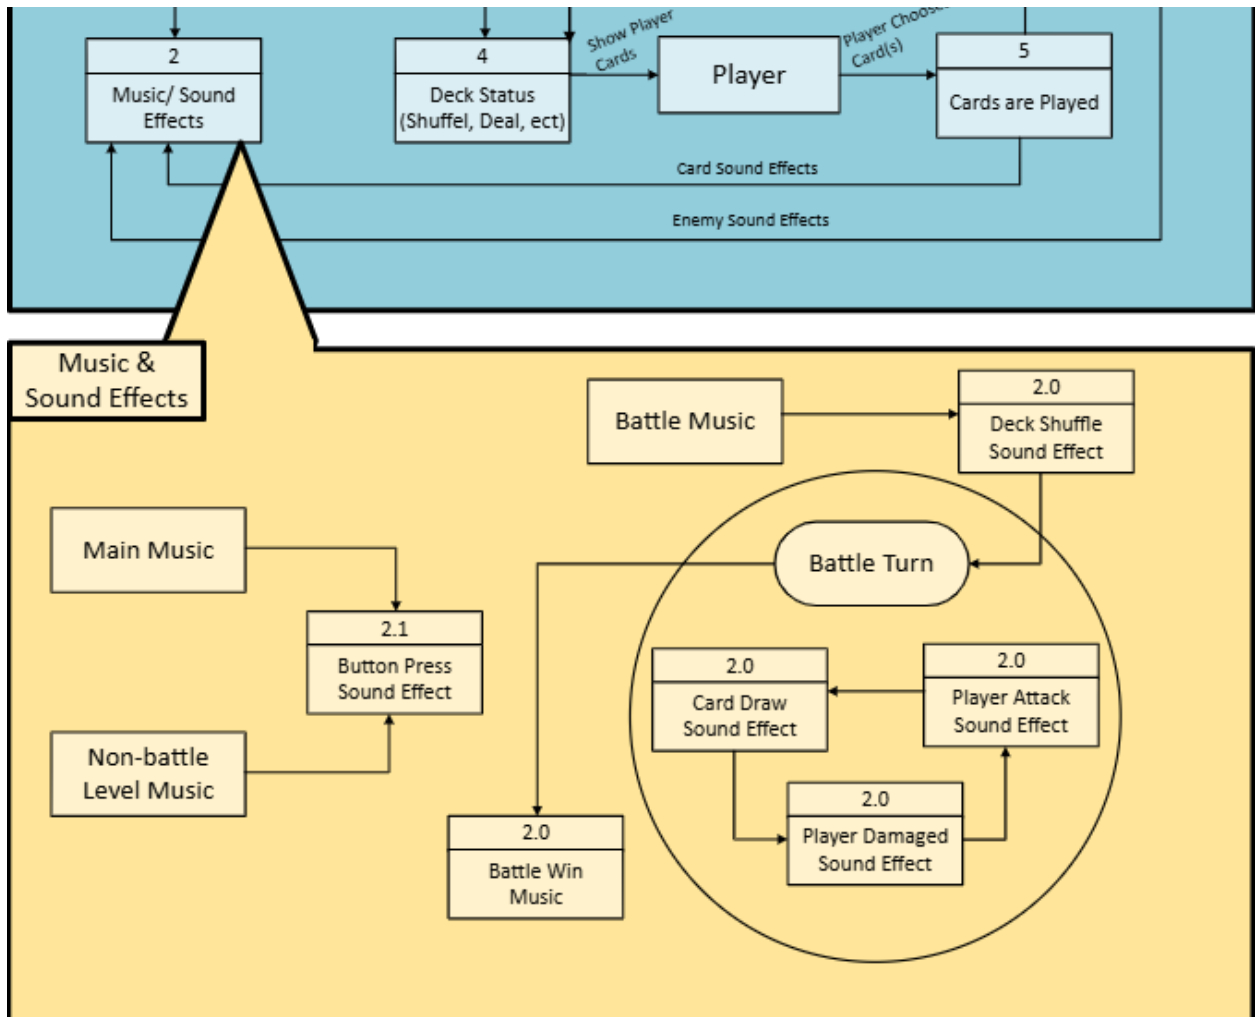 Show Player
Cards
Player Chooses
Card(s)
2
Music/ Sound
Effects
4
Deck Status
(Shuffel, Deal, ect)
Player
5
Cards are Played
Card Sound Effects
Enemy Sound Effects
Music &
Sound Effects
Battle Music
2.0
Deck Shuffle
Sound Effect
Main Music
Battle Turn
2.1
Button Press
Sound Effect
2.0
Card Draw
Sound Effect
2.0
Player Attack
Sound Effect
Non-battle
Level Music
2.0
Player Damaged
Sound Effect
2.0
Battle Win
Music